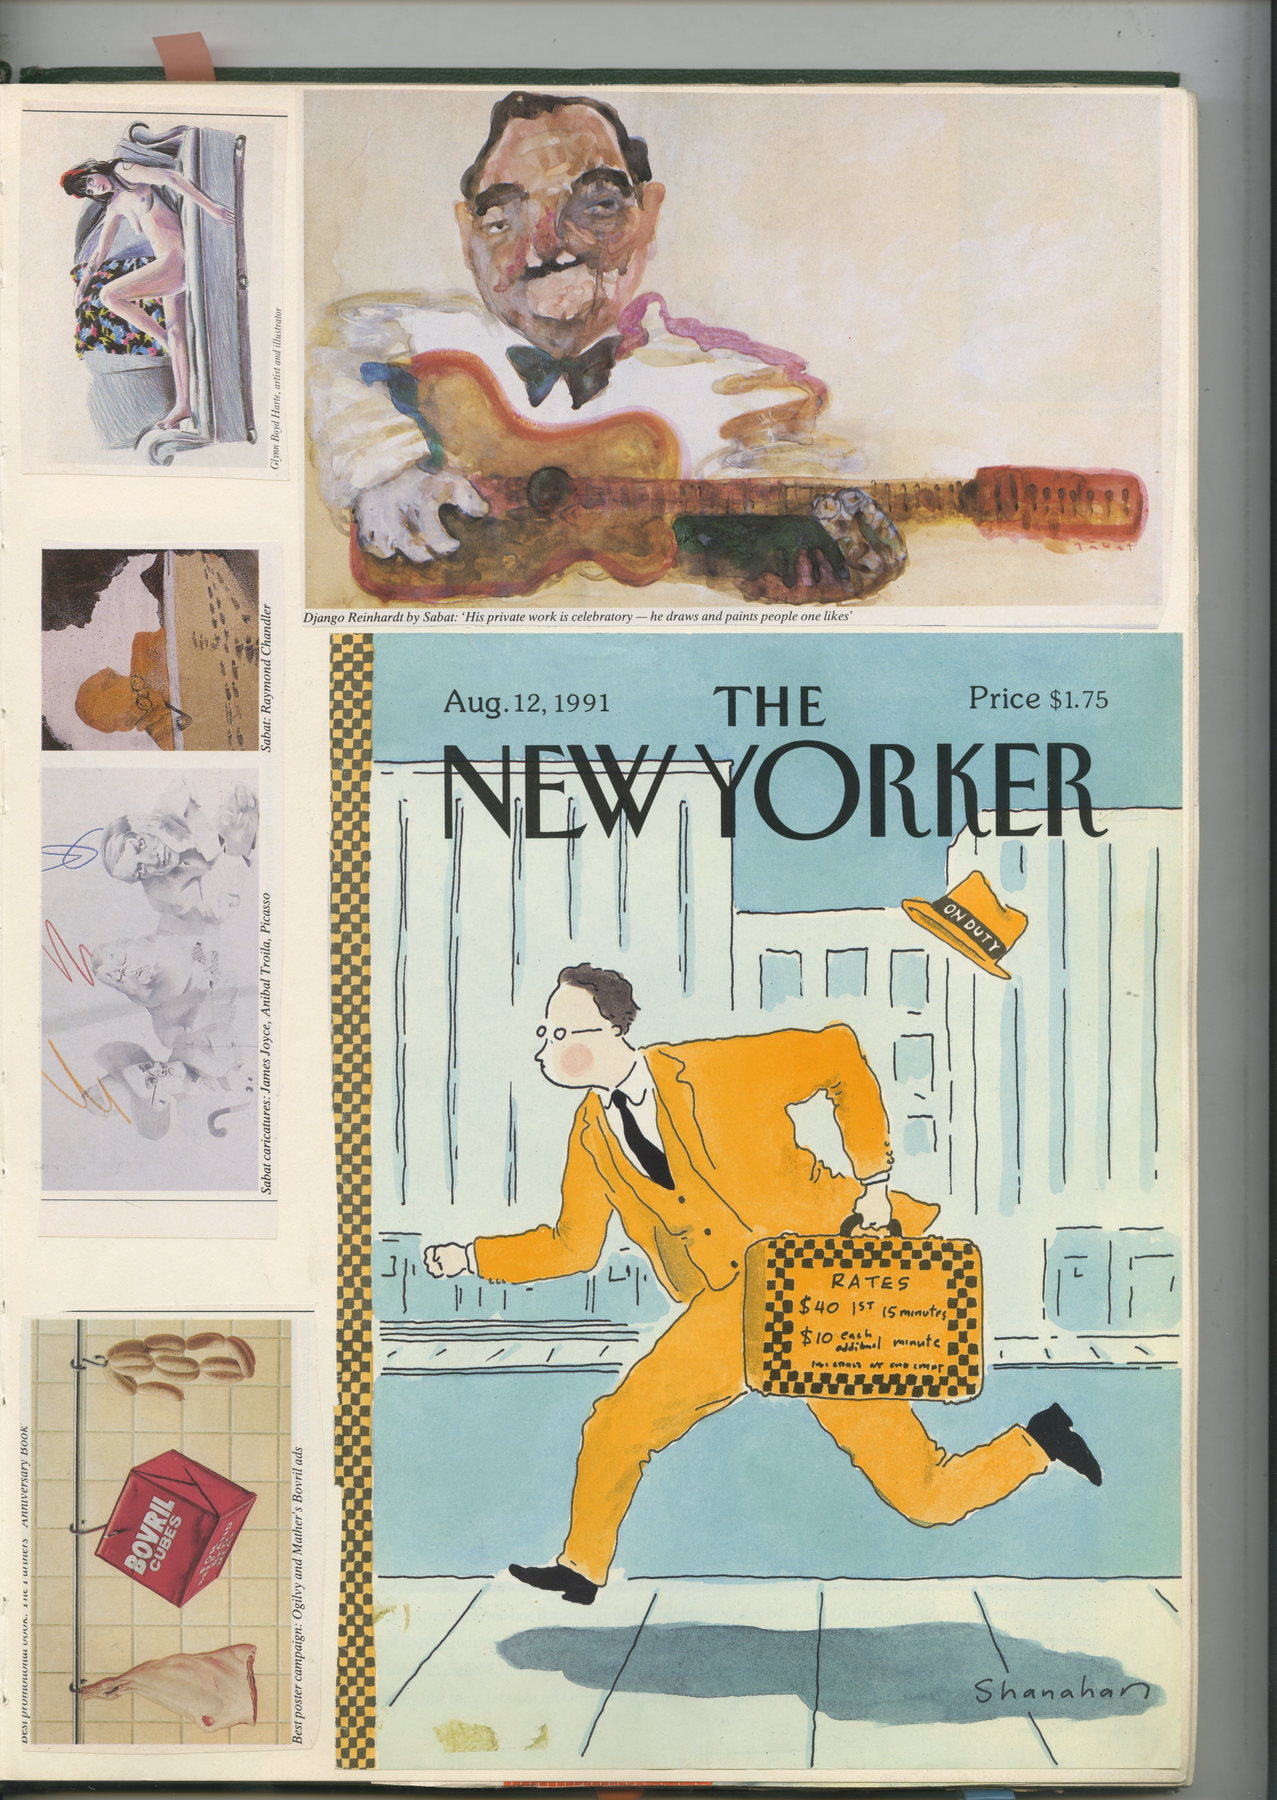 Glynn Boyd Harte, artist and illustrator
Sabat
Django Reinhardt by Sabat: ‘His private work is celebratory — he draws and paints people one likes’
Sabat: Raymond Chandler
Sabat caricatures: James Joyce, Anibal Troila, Picasso
Anniversary Book
BOVRIL
CUBES
Best poster campaign: Ogilvy and Mather's Bovril ads
Aug. 12, 1991 THE Price $1.75
NEW YORKER
ON DUTY
RATES
$40 1ST 15 minutes
$10 each additional minute
Shanahan